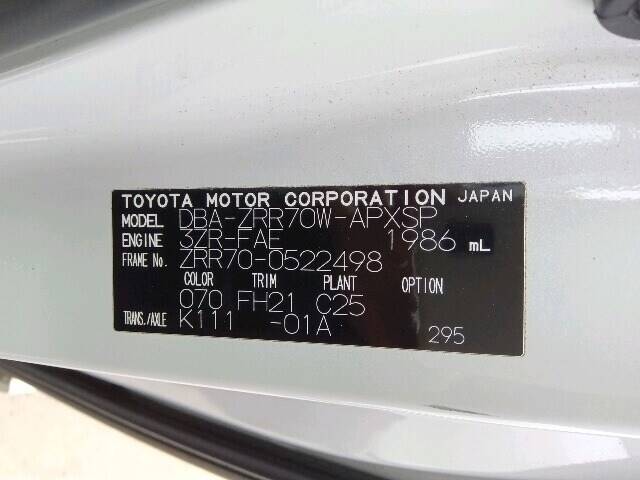 TOYOTA MOTOR CORPORATION JAPAN
MODEL DBA-ZRR70W-APXSP
ENGINE 3ZR-FAE 1986 mL
FRAME No. ZRR70-0522498
COLOR TRIM PLANT OPTION
070 FH21 C25
TRANS./AXLE K111 -01A
295